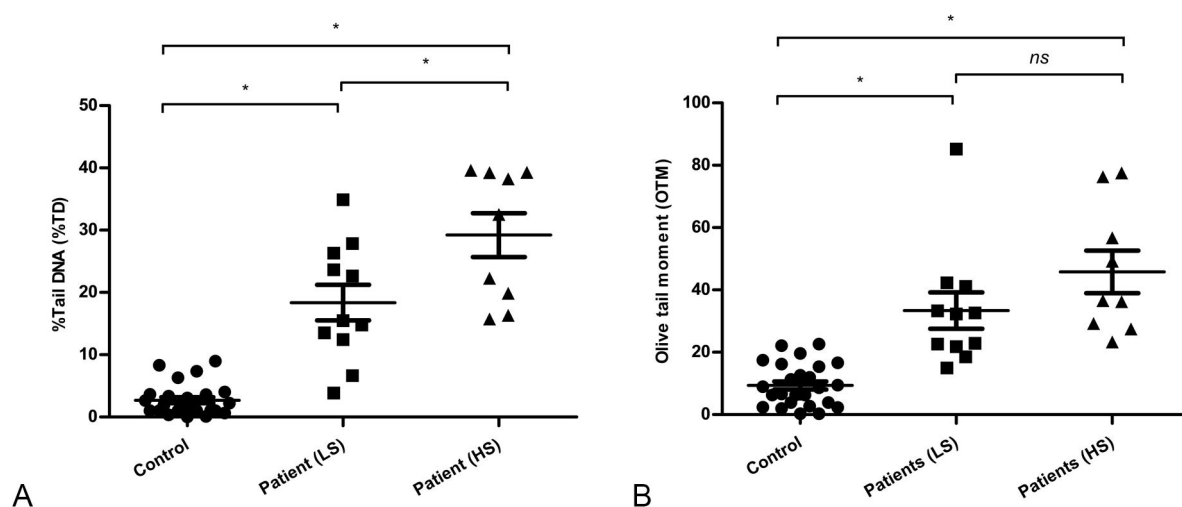 *
*
*
50
40
30
20
10
0
%Tail DNA (%TD)
Control
Patient (LS)
Patient (HS)
A
*
ns
*
100
80
60
40
20
0
Olive tail moment (OTM)
Control
Patients (LS)
Patients (HS)
B